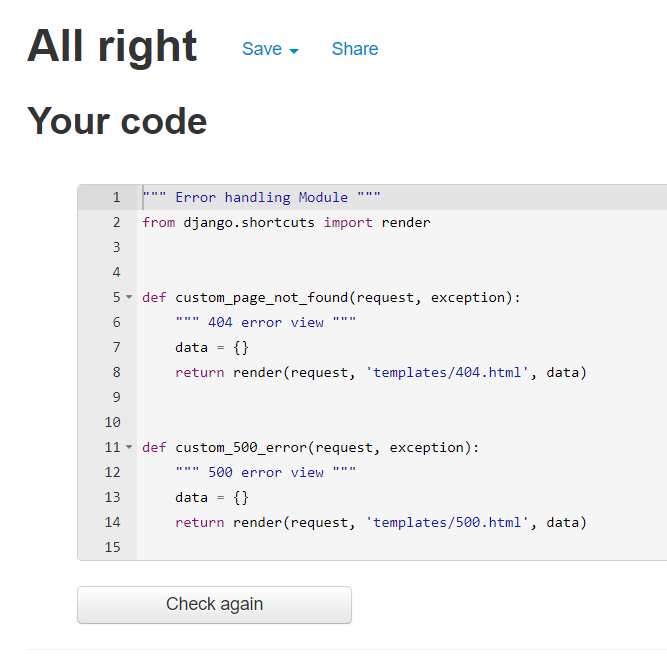 All right Save Share
Your code
1 """ Error handling Module """
2 from django.shortcuts import render
3
4
5 def custom_page_not_found(request, exception):
6     """ 404 error view """
7     data = {}
8     return render(request, 'templates/404.html', data)
9
10
11 def custom_500_error(request, exception):
12     """ 500 error view """
13     data = {}
14     return render(request, 'templates/500.html', data)
15
Check again